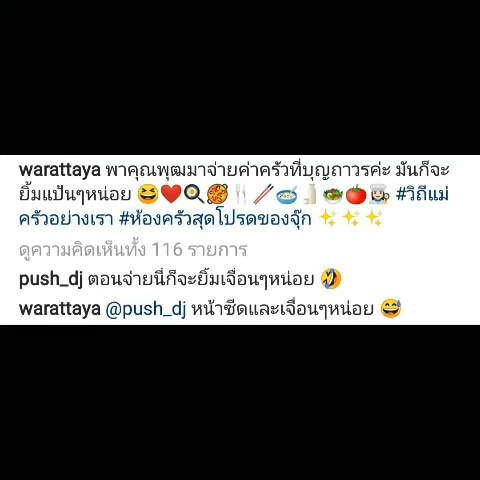 warattaya พาคุณพุฒมาจ่ายค่าครัวที่บุญถาวรค่ะ มันก็จะ
ยิ้มแป้นๆหน่อย 😆❤️🍳🥘🍴🥢🥣🥛🥗🍅👩‍🍳 #วิถีแม่
ครัวอย่างเรา #ห้องครัวสุดโปรดของจุ๊ก ✨✨✨
ดูความคิดเห็นทั้ง 116 รายการ
push_dj ตอนจ่ายนี่ก็จะยิ้มเจื่อนๆหน่อย 🤣
warattaya @push_dj หน้าซีดและเจื่อนๆหน่อย 😅